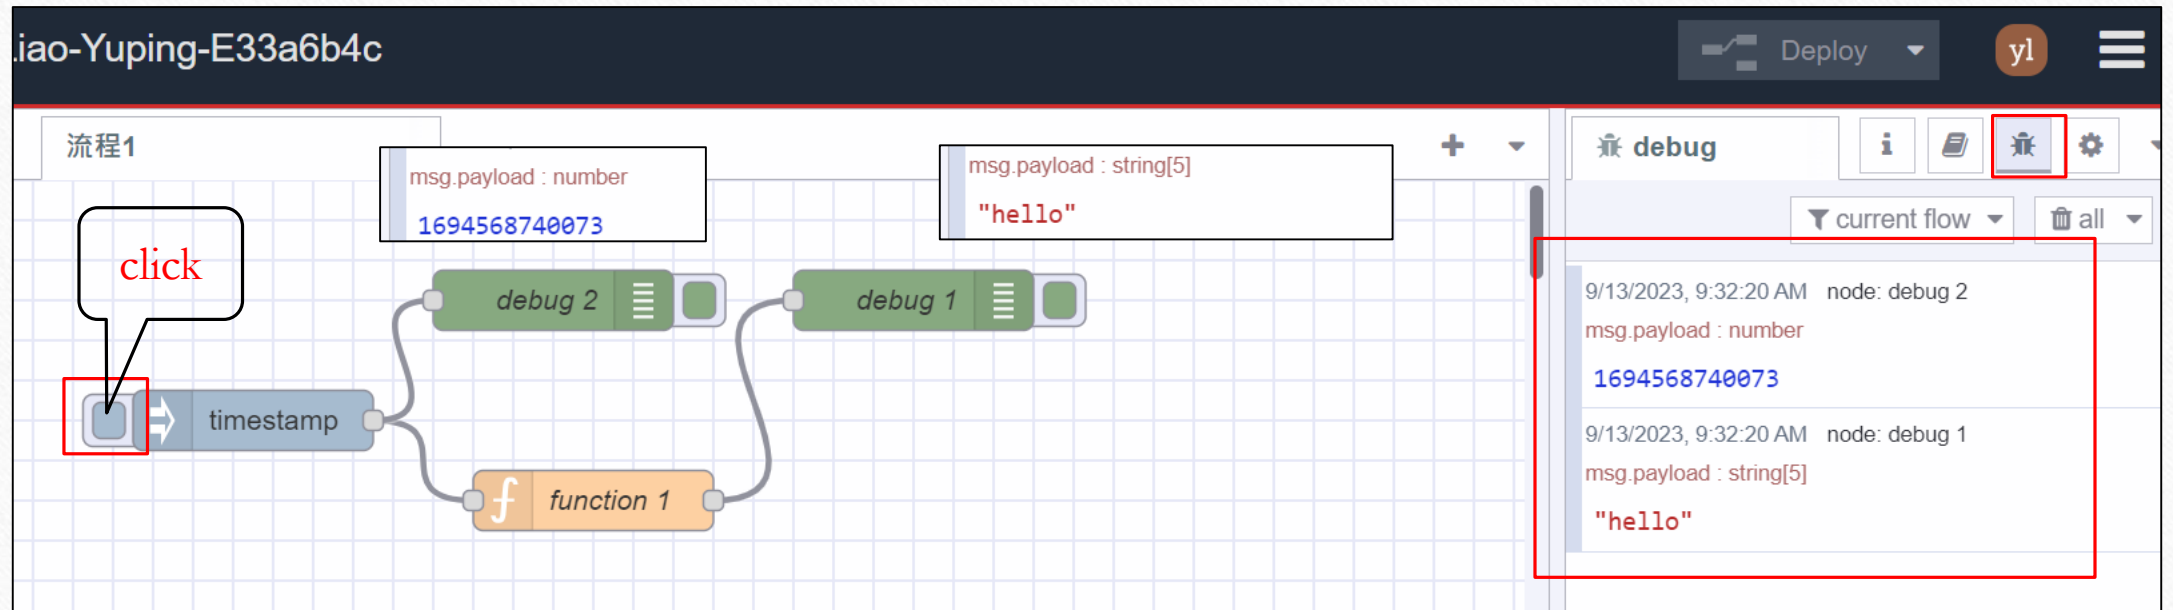 iao-Yuping-E33a6b4c
Deploy
yl
流程1
msg.payload : number
1694568740073
msg.payload : string[5]
"hello"
debug
i
current flow
all
click
debug 2
debug 1
timestamp
function 1
9/13/2023, 9:32:20 AM node: debug 2
msg.payload : number
1694568740073
9/13/2023, 9:32:20 AM node: debug 1
msg.payload : string[5]
"hello"